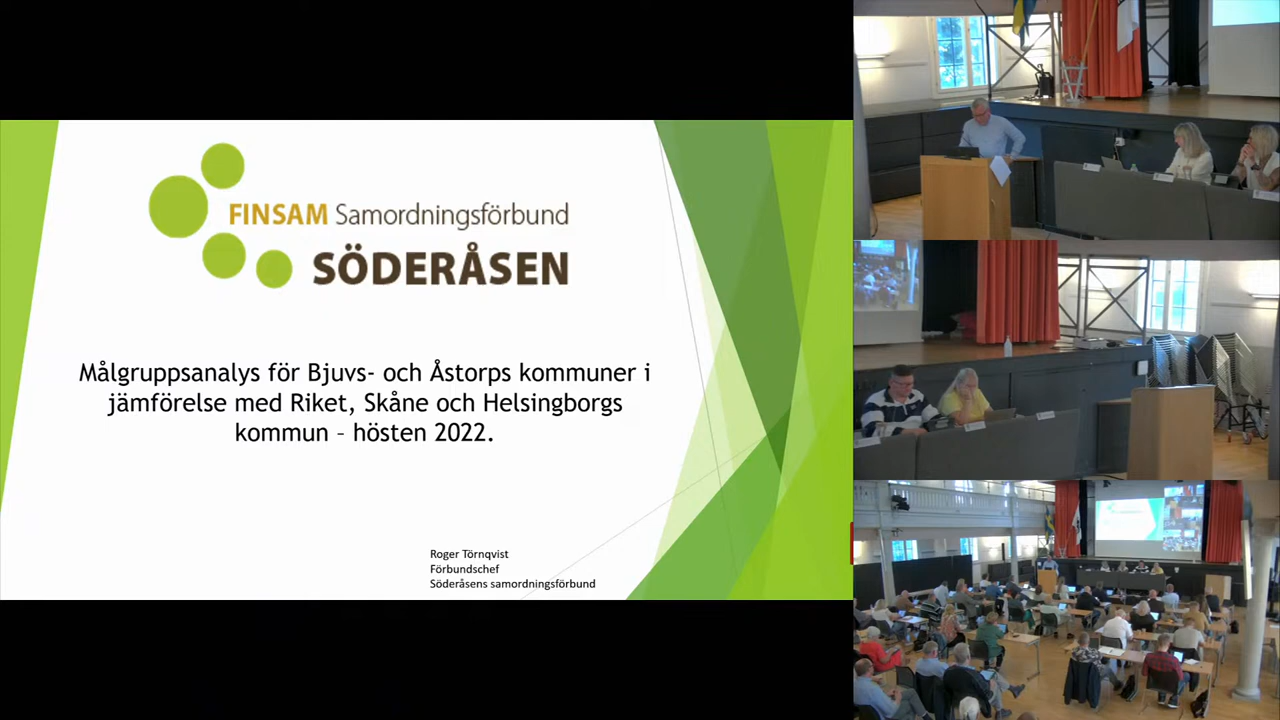 FINSAM Samordningsförbund
SÖDERÅSEN
Målgruppsanalys för Bjuvs- och Åstorps kommuner i
jämförelse med Riket, Skåne och Helsingborgs
kommun – hösten 2022.
Roger Törnqvist
Förbundschef
Söderåsens samordningsförbund